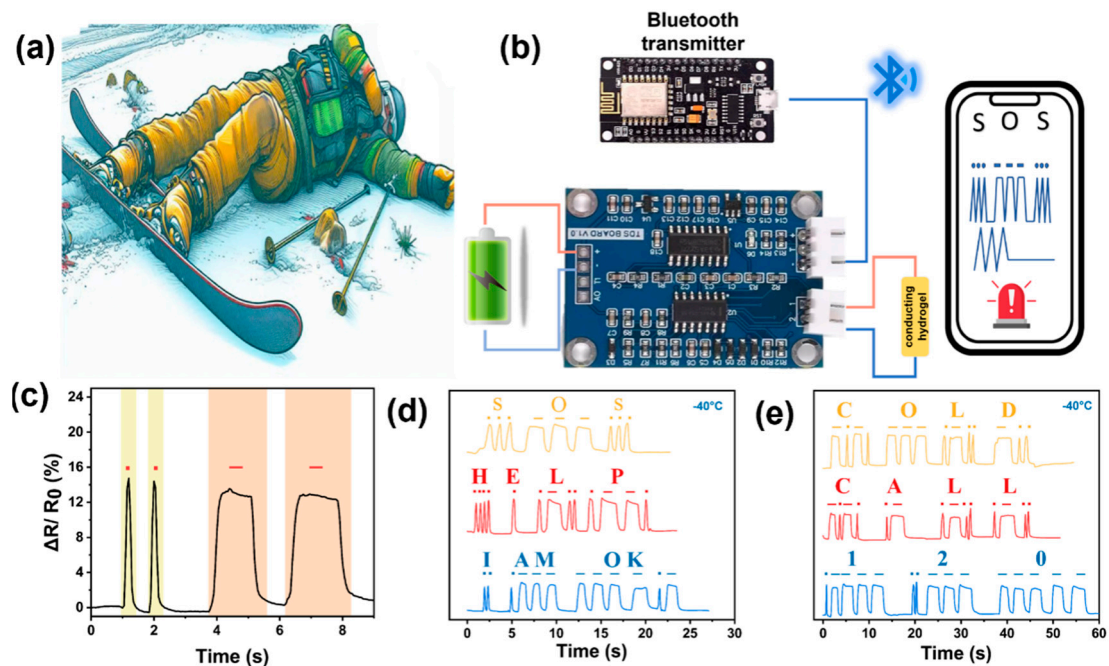 (a)
(b)
Bluetooth
transmitter
TDS BOARD V1.0
conducting
hydrogel
S O S
(c)
ΔR/ R0 (%)
24
20
16
12
8
4
0
0 2 4 6 8
Time (s)
(d)
-40°C
S O S
H E L P
I A M O K
0 5 10 15 20 25 30
Time (s)
(e)
-40°C
C O L D
C A L L
1 2 0
0 10 20 30 40 50 60
Time (s)